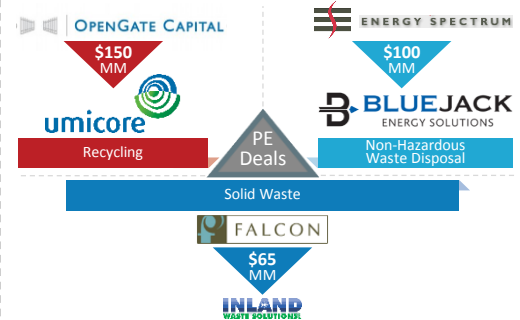 OPENGATE CAPITAL
$150
MM
umicore
Recycling
ENERGY SPECTRUM
$100
MM
BLUEJACK
ENERGY SOLUTIONS
Non-Hazardous
Waste Disposal
PE
Deals
Solid Waste
FALCON
$65
MM
INLAND
WASTE SOLUTIONS!